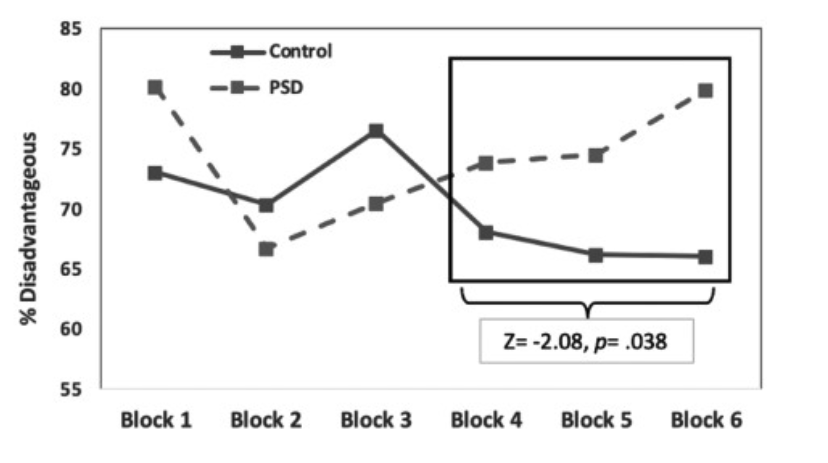 85
80
75
70
65
60
55
% Disadvantageous
Control
PSD
Z= -2.08, p= .038
Block 1 Block 2 Block 3 Block 4 Block 5 Block 6